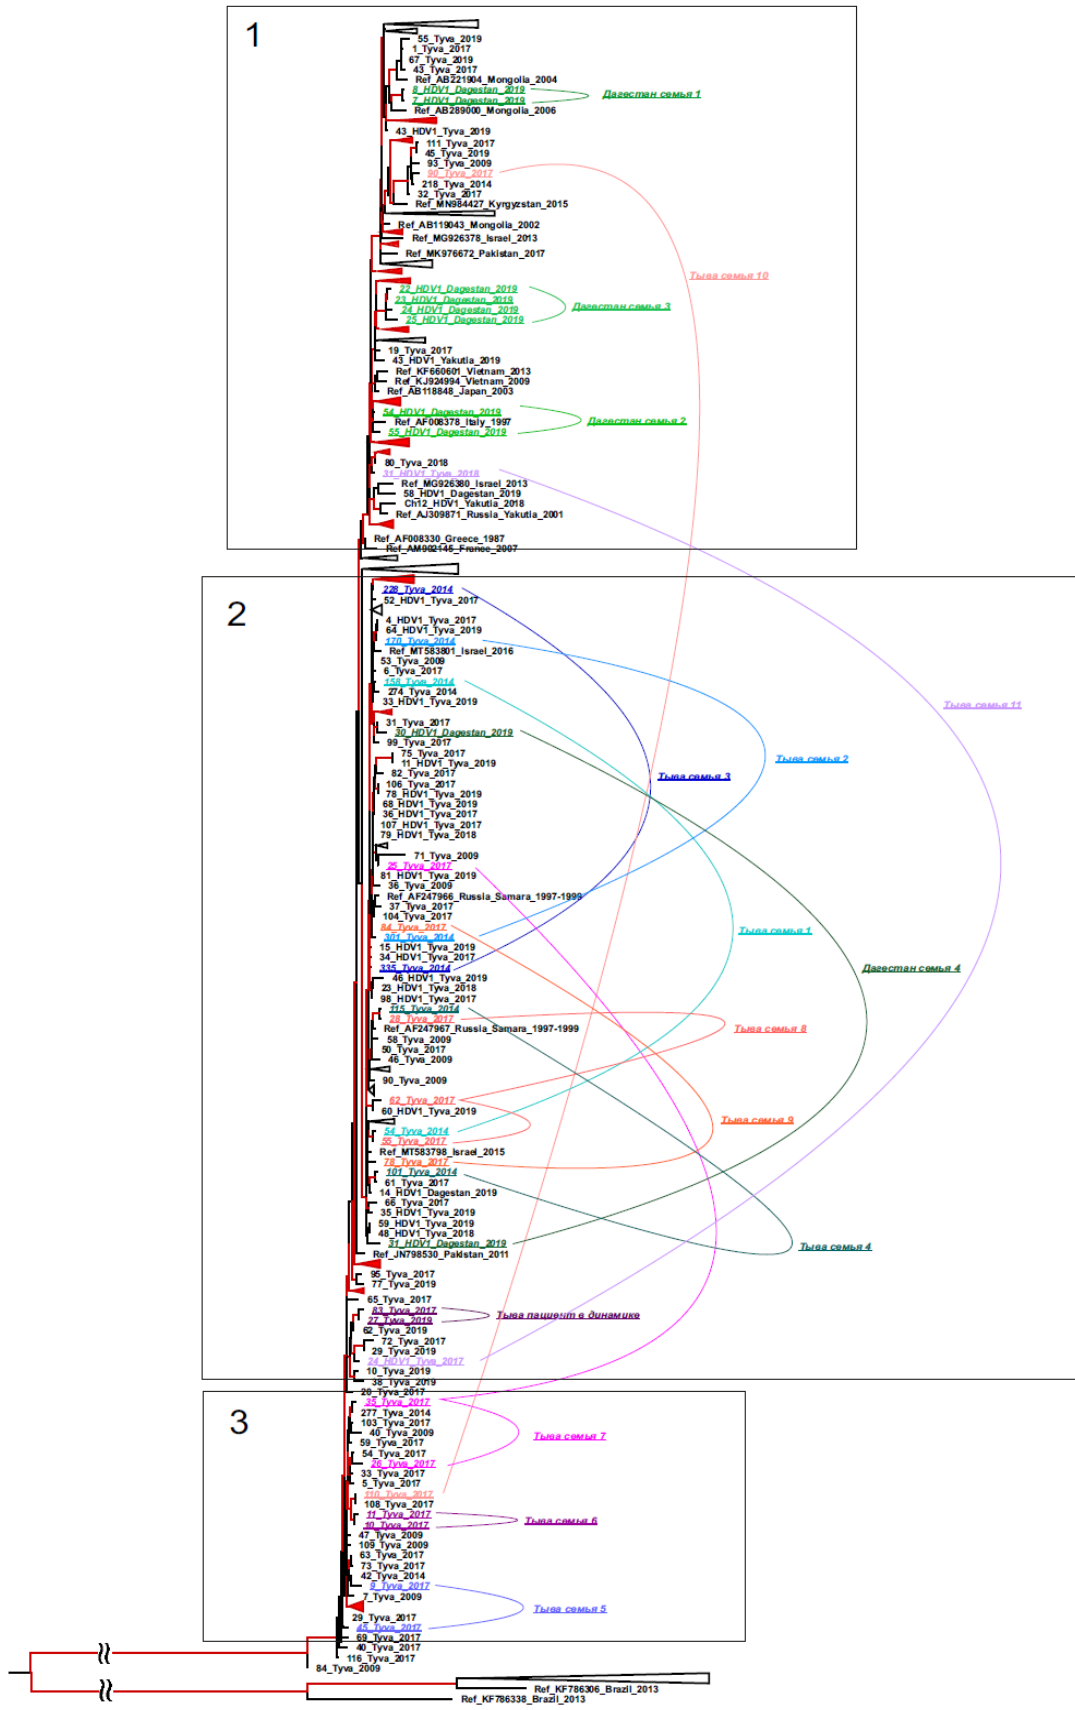 1
55_Tyva_2019
1_Tyva_2017
67_Tyva_2019
43_Tyva_2017
Ref_AB221904_Mongolia_2004
8_HDV1_Dagestan_2019
7_HDV1_Dagestan_2019
Дагестан семья 1
Ref_AB289000_Mongolia_2006
43_HDV1_Tyva_2019
111_Tyva_2017
45_Tyva_2019
93_Tyva_2009
90_Tyva_2017
218_Tyva_2014
32_Tyva_2017
Ref_MN984427_Kyrgyzstan_2015
Ref_AB119043_Mongolia_2002
Ref_MG926378_Israel_2013
Ref_MK976672_Pakistan_2017
Тыва семья 10
22_HDV1_Dagestan_2019
23_HDV1_Dagestan_2019
24_HDV1_Dagestan_2019
25_HDV1_Dagestan_2019
Дагестан семья 3
19_Tyva_2017
43_HDV1_Yakutia_2019
Ref_KF660601_Vietnam_2013
Ref_KJ924994_Vietnam_2009
Ref_AB118848_Japan_2003
54_HDV1_Dagestan_2019
Ref_AF008378_Italy_1997
55_HDV1_Dagestan_2019
Дагестан семья 2
80_Tyva_2018
31_HDV1_Tyva_2018
Ref_MG926380_Israel_2013
58_HDV1_Dagestan_2019
Ch12_HDV1_Yakutia_2018
Ref_AJ309871_Russia_Yakutia_2001
Ref_AF008330_Greece_1987
Ref_AM902145_France_2007
2
228_Tyva_2014
52_HDV1_Tyva_2017
4_HDV1_Tyva_2017
64_HDV1_Tyva_2019
170_Tyva_2014
Ref_MT583801_Israel_2016
53_Tyva_2009
6_Tyva_2017
158_Tyva_2014
274_Tyva_2014
33_HDV1_Tyva_2019
Тыва семья 11
31_Tyva_2017
30_HDV1_Dagestan_2019
99_Tyva_2017
75_Tyva_2017
Тыва семья 2
11_HDV1_Tyva_2019
82_Tyva_2017
Тыва семья 3
106_Tyva_2017
78_HDV1_Tyva_2019
68_HDV1_Tyva_2019
36_HDV1_Tyva_2017
107_HDV1_Tyva_2017
79_HDV1_Tyva_2018
71_Tyva_2009
25_Tyva_2017
81_HDV1_Tyva_2019
36_Tyva_2009
Ref_AF247966_Russia_Samara_1997-1999
37_Tyva_2017
104_Tyva_2017
84_Tyva_2017
Тыва семья 1
301_Tyva_2014
15_HDV1_Tyva_2019
34_HDV1_Tyva_2017
335_Tyva_2014
Дагестан семья 4
46_HDV1_Tyva_2019
23_HDV1_Tyva_2018
98_HDV1_Tyva_2017
115_Tyva_2014
28_Tyva_2017
Ref_AF247967_Russia_Samara_1997-1999
Тыва семья 8
58_Tyva_2009
50_Tyva_2017
46_Tyva_2009
90_Tyva_2009
62_Tyva_2017
60_HDV1_Tyva_2019
Тыва семья 9
54_Tyva_2014
55_Tyva_2017
Ref_MT583798_Israel_2015
78_Tyva_2017
101_Tyva_2014
61_Tyva_2017
14_HDV1_Dagestan_2019
66_Tyva_2017
35_HDV1_Tyva_2019
59_HDV1_Tyva_2019
48_HDV1_Tyva_2018
31_HDV1_Dagestan_2019
Тыва семья 4
Ref_JN798530_Pakistan_2011
95_Tyva_2017
77_Tyva_2019
65_Tyva_2017
83_Tyva_2017
Тыва пациент в динамике
27_Tyva_2019
62_Tyva_2019
72_Tyva_2017
29_Tyva_2019
24_HDV1_Tyva_2017
10_Tyva_2019
38_Tyva_2019
20_Tyva_2017
3
35_Tyva_2017
277_Tyva_2014
103_Tyva_2017
40_Tyva_2009
Тыва семья 7
59_Tyva_2017
54_Tyva_2017
26_Tyva_2017
33_Tyva_2017
5_Tyva_2017
110_Tyva_2017
108_Tyva_2017
11_Tyva_2017
Тыва семья 6
10_Tyva_2017
47_Tyva_2009
109_Tyva_2009
63_Tyva_2017
73_Tyva_2017
42_Tyva_2014
9_Tyva_2017
7_Tyva_2009
Тыва семья 5
29_Tyva_2017
45_Tyva_2017
69_Tyva_2017
40_Tyva_2017
116_Tyva_2017
84_Tyva_2009
Ref_KF786306_Brazil_2013
Ref_KF786338_Brazil_2013